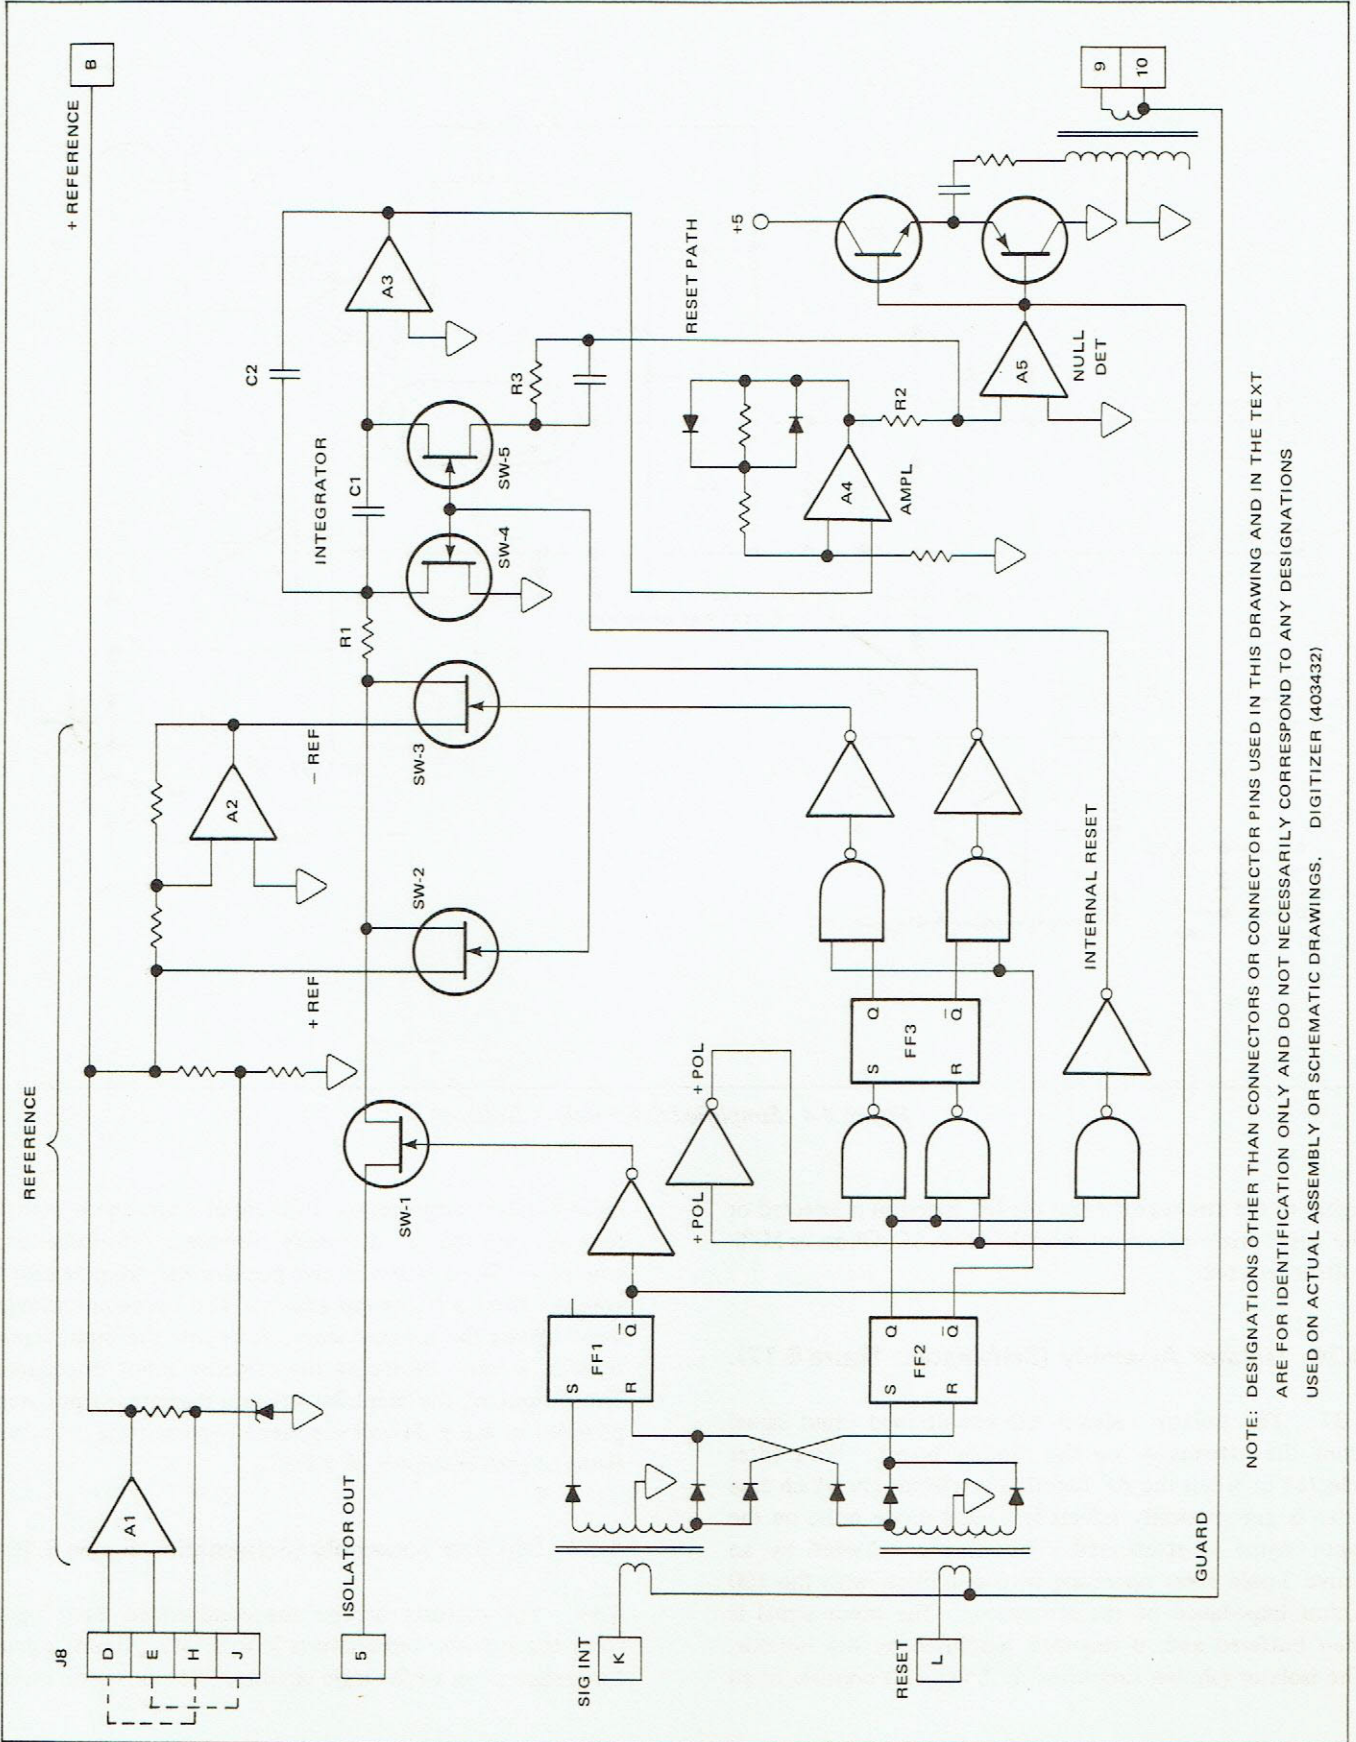 REFERENCE
+ REFERENCE
B
J8
D
E
H
J
A1
A2
+ REF
− REF
ISOLATOR OUT
5
SW-1
SW-2
SW-3
R1
INTEGRATOR
C1
C2
SW-4
SW-5
A3
R3
RESET PATH
A4
AMPL
R2
A5
NULL
DET
+5
9
10
SIG INT
K
RESET
L
GUARD
FF1
S
R
Q̅
FF2
S
R
Q
Q̅
+ POL
+ POL
FF3
S
R
Q
Q̅
INTERNAL RESET
NOTE: DESIGNATIONS OTHER THAN CONNECTORS OR CONNECTOR PINS USED IN THIS DRAWING AND IN THE TEXT
ARE FOR IDENTIFICATION ONLY AND DO NOT NECESSARILY CORRESPOND TO ANY DESIGNATIONS
USED ON ACTUAL ASSEMBLY OR SCHEMATIC DRAWINGS. DIGITIZER (403432)